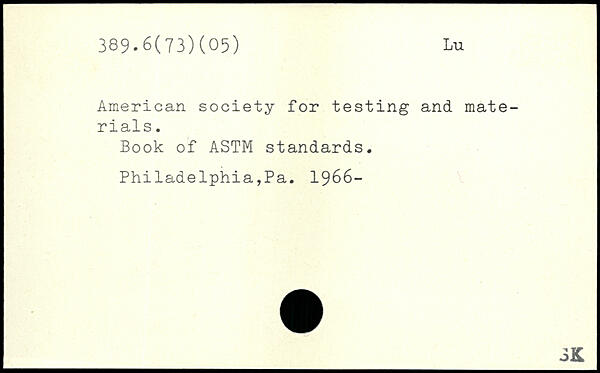 389.6(73)(05) Lu
American society for testing and mate-
rials.
Book of ASTM standards.
Philadelphia,Pa. 1966-
SK